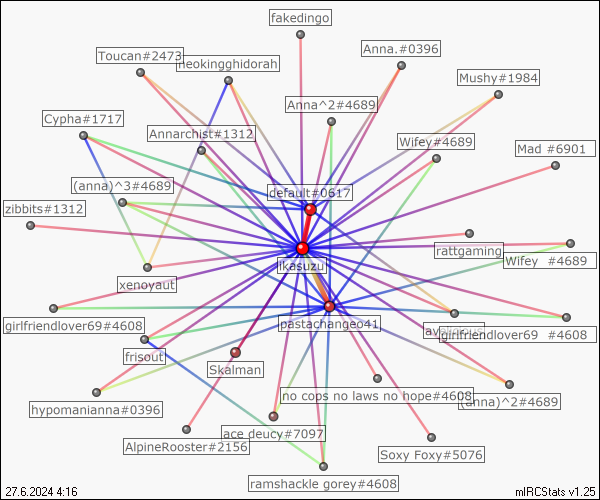 fakedingo
Toucan#2473
neokingghidorah
Anna.#0396
Mushy#1984
Anna^2#4689
Cypha#1717
Annarchist#1312
Wifey#4689
Mad #6901
(anna)^3#4689
default#0617
zibbits#1312
rattgaming
Wifey #4689
ikasuzu
xenoyaut
girlfriendlover69#4608
pastachangeo41
girlfriendlover69 #4608
frisout
Skalman
no cops no laws no hope#4608
(anna)^2#4689
hypomanianna#0396
ace deucy#7097
AlpineRooster#2156
Soxy Foxy#5076
ramshackle gorey#4608
27.6.2024 4:16
mIRCStats v1.25